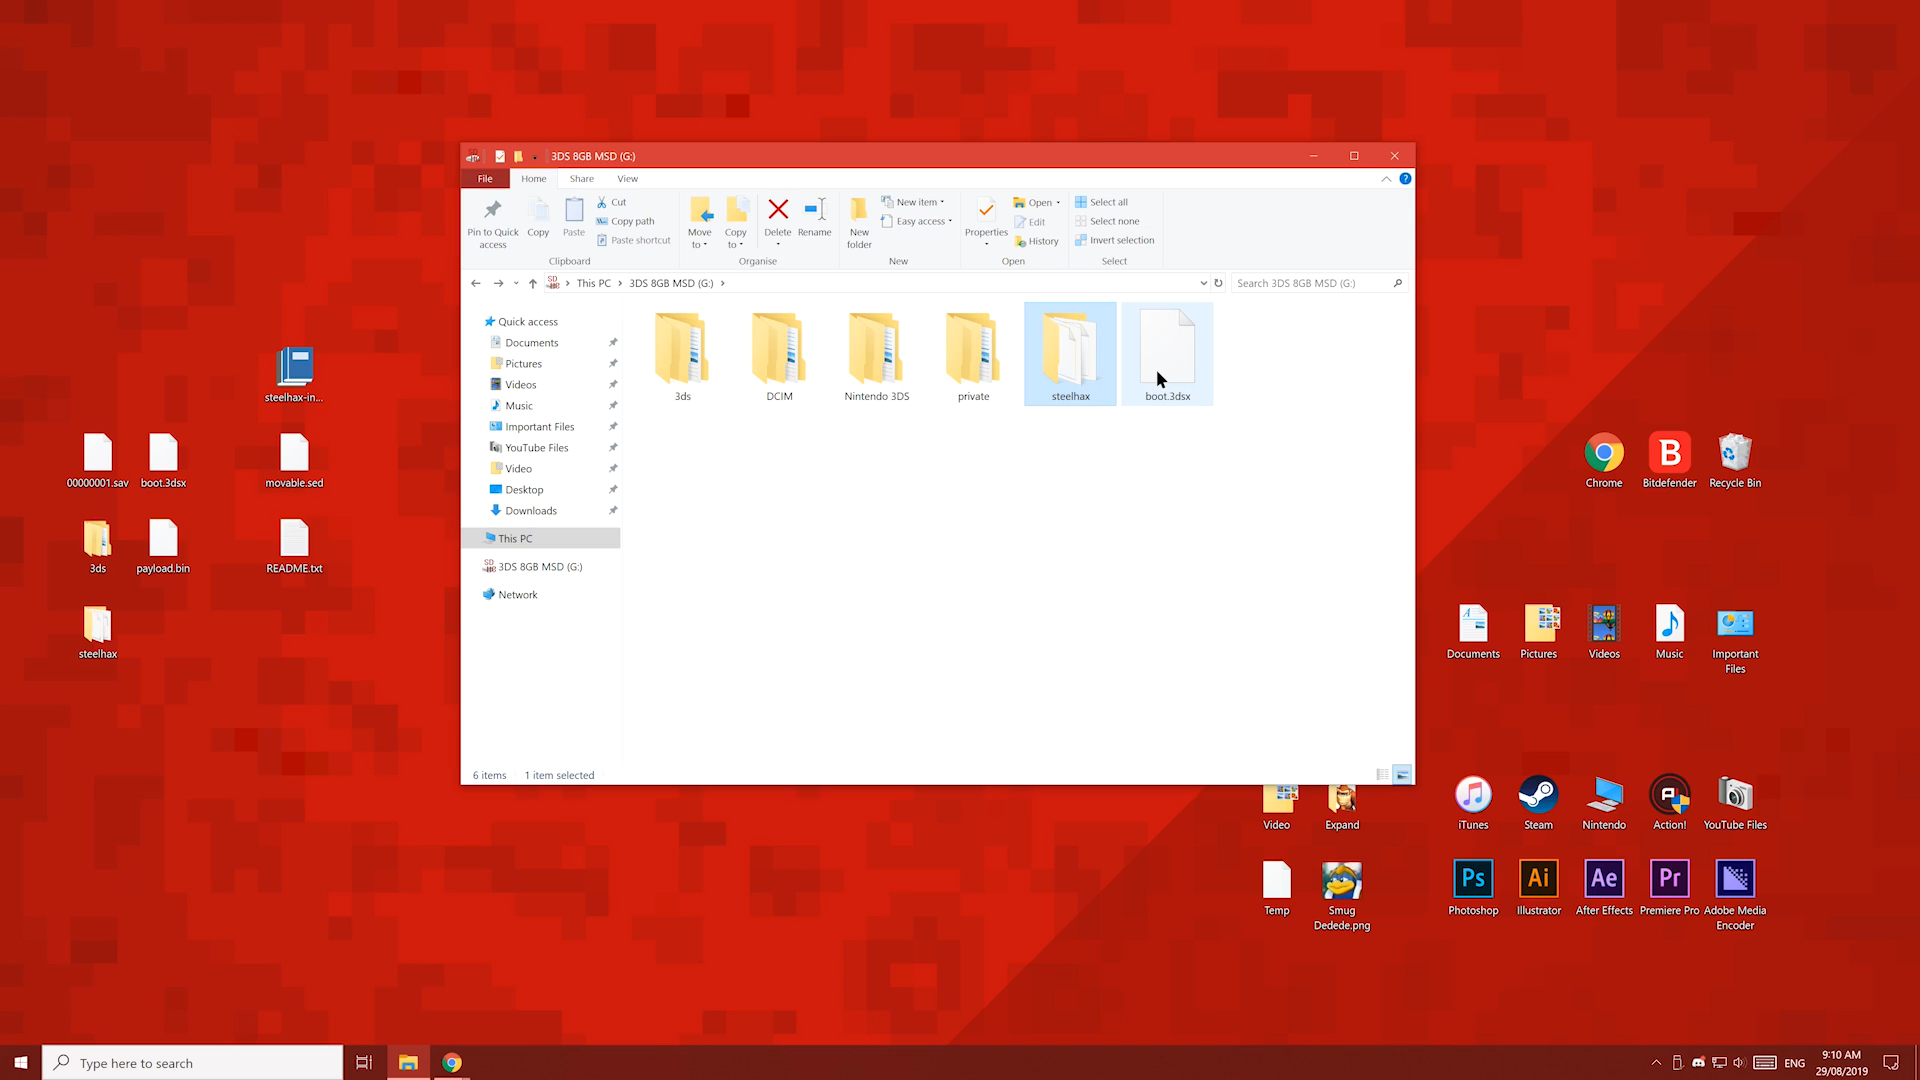 3DS 8GB MSD (G:)
File
Home
Share
View
Pin to Quick
access
Copy
Paste
Cut
Copy path
Paste shortcut
Clipboard
Move
to
Copy
to
Delete
Rename
Organise
New
folder
New item
Easy access
New
Properties
Open
Edit
History
Open
Select all
Select none
Invert selection
Select
This PC
3DS 8GB MSD (G:)
Search 3DS 8GB MSD (G:)
Quick access
Documents
Pictures
Videos
Music
Important Files
YouTube Files
Video
Desktop
Downloads
This PC
3DS 8GB MSD (G:)
Network
3ds
DCIM
Nintendo 3DS
private
steelhax
boot.3dsx
6 items
1 item selected
steelhax-in...
00000001.sav
boot.3dsx
movable.sed
3ds
payload.bin
README.txt
steelhax
Chrome
Bitdefender
Recycle Bin
Documents
Pictures
Videos
Music
Important
Files
Video
Expand
iTunes
Steam
Nintendo
Action!
YouTube Files
Temp
Smug
Dedede.png
Ps
Ai
Ae
Pr
Photoshop
Illustrator
After Effects
Premiere Pro
Adobe Media
Encoder
Type here to search
ENG
9:10 AM
29/08/2019